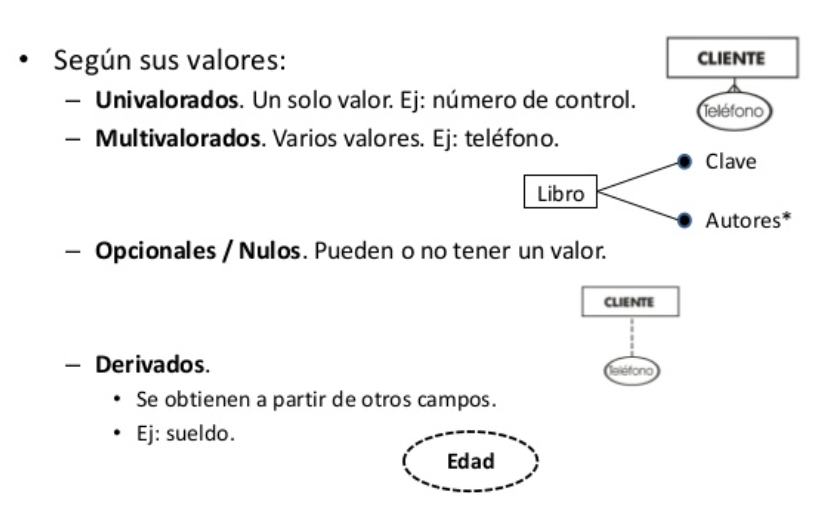 • Según sus valores:
– Univalorados. Un solo valor. Ej: número de control.
– Multivalorados. Varios valores. Ej: teléfono.
CLIENTE
Teléfono
Libro
Clave
Autores*
– Opcionales / Nulos. Pueden o no tener un valor.
CLIENTE
Teléfono
– Derivados.
• Se obtienen a partir de otros campos.
• Ej: sueldo.
Edad